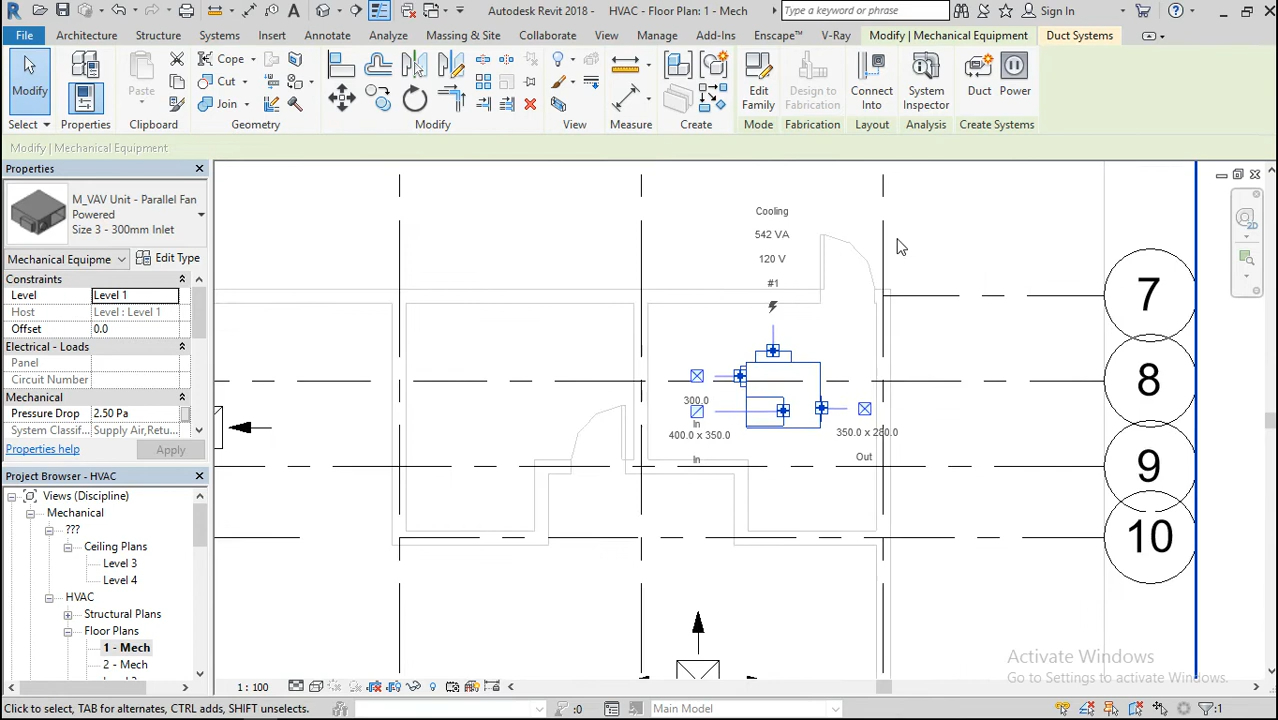 Autodesk Revit 2018 - HVAC - Floor Plan: 1 - Mech
Type a keyword or phrase
Sign In
File
Architecture
Structure
Systems
Insert
Annotate
Analyze
Massing & Site
Collaborate
View
Manage
Add-Ins
Enscape™
V-Ray
Modify | Mechanical Equipment
Duct Systems
Modify
Select
Properties
Paste
Clipboard
Cope
Cut
Join
Geometry
Modify
View
Measure
Create
Edit
Family
Mode
Design to
Fabrication
Fabrication
Connect
Into
Layout
System
Inspector
Analysis
Duct
Power
Create Systems
Modify | Mechanical Equipment
Properties
M_VAV Unit - Parallel Fan
Powered
Size 3 - 300mm Inlet
Mechanical Equipme
Edit Type
Constraints
Level
Level 1
Host
Level : Level 1
Offset
0.0
Electrical - Loads
Panel
Circuit Number
Mechanical
Pressure Drop
2.50 Pa
System Classif...
Supply Air,Retu...
Properties help
Apply
Project Browser - HVAC
Views (Discipline)
Mechanical
???
Ceiling Plans
Level 3
Level 4
HVAC
Structural Plans
Floor Plans
1 - Mech
2 - Mech
Cooling
542 VA
120 V
#1
300.0
In
400.0 x 350.0
In
350.0 x 280.0
Out
7
8
9
10
2D
Activate Windows
Go to Settings to activate Windows.
1 : 100
Click to select, TAB for alternates, CTRL adds, SHIFT unselects.
:0
Main Model
:1